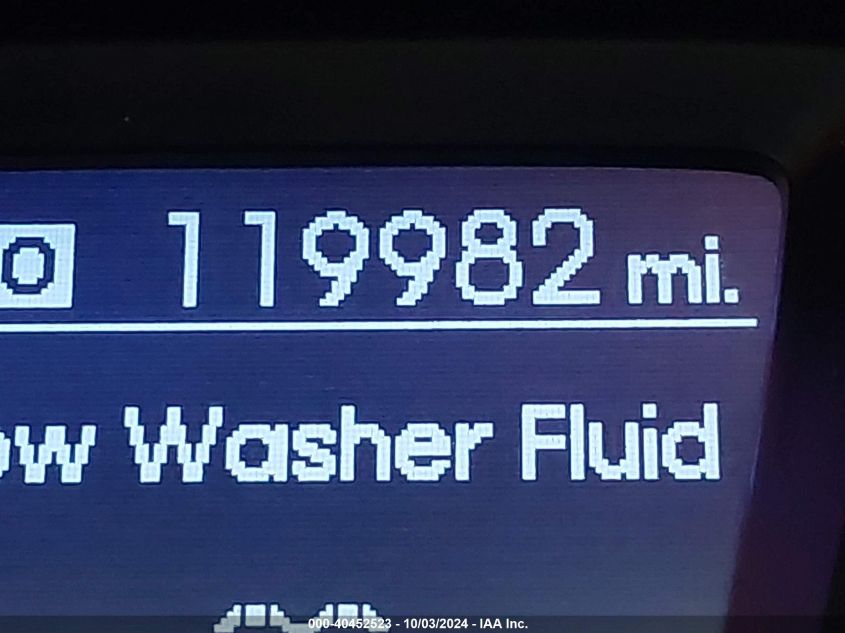 O 119982 mi.
ow Washer Fluid
000-40452523 - 10/03/2024 - IAA Inc.